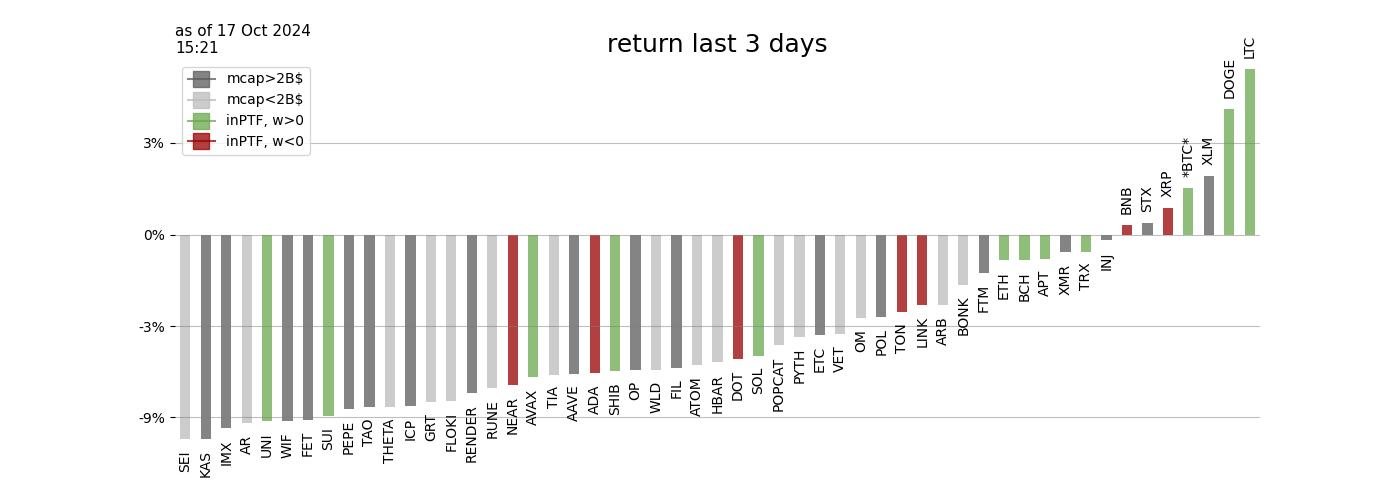 as of 17 Oct 2024
15:21
return last 3 days
mcap>2B$
mcap<2B$
inPTF, w>0
inPTF, w<0
3%
0%
-3%
-9%
SEI
KAS
IMX
AR
UNI
WIF
FET
SUI
PEPE
TAO
THETA
ICP
GRT
FLOKI
RENDER
RUNE
NEAR
AVAX
TIA
AAVE
ADA
SHIB
OP
WLD
FIL
ATOM
HBAR
DOT
SOL
POPCAT
PYTH
ETC
VET
OM
POL
TON
LINK
ARB
BONK
FTM
ETH
BCH
APT
XMR
TRX
INJ
BNB
STX
XRP
*BTC*
XLM
DOGE
LTC